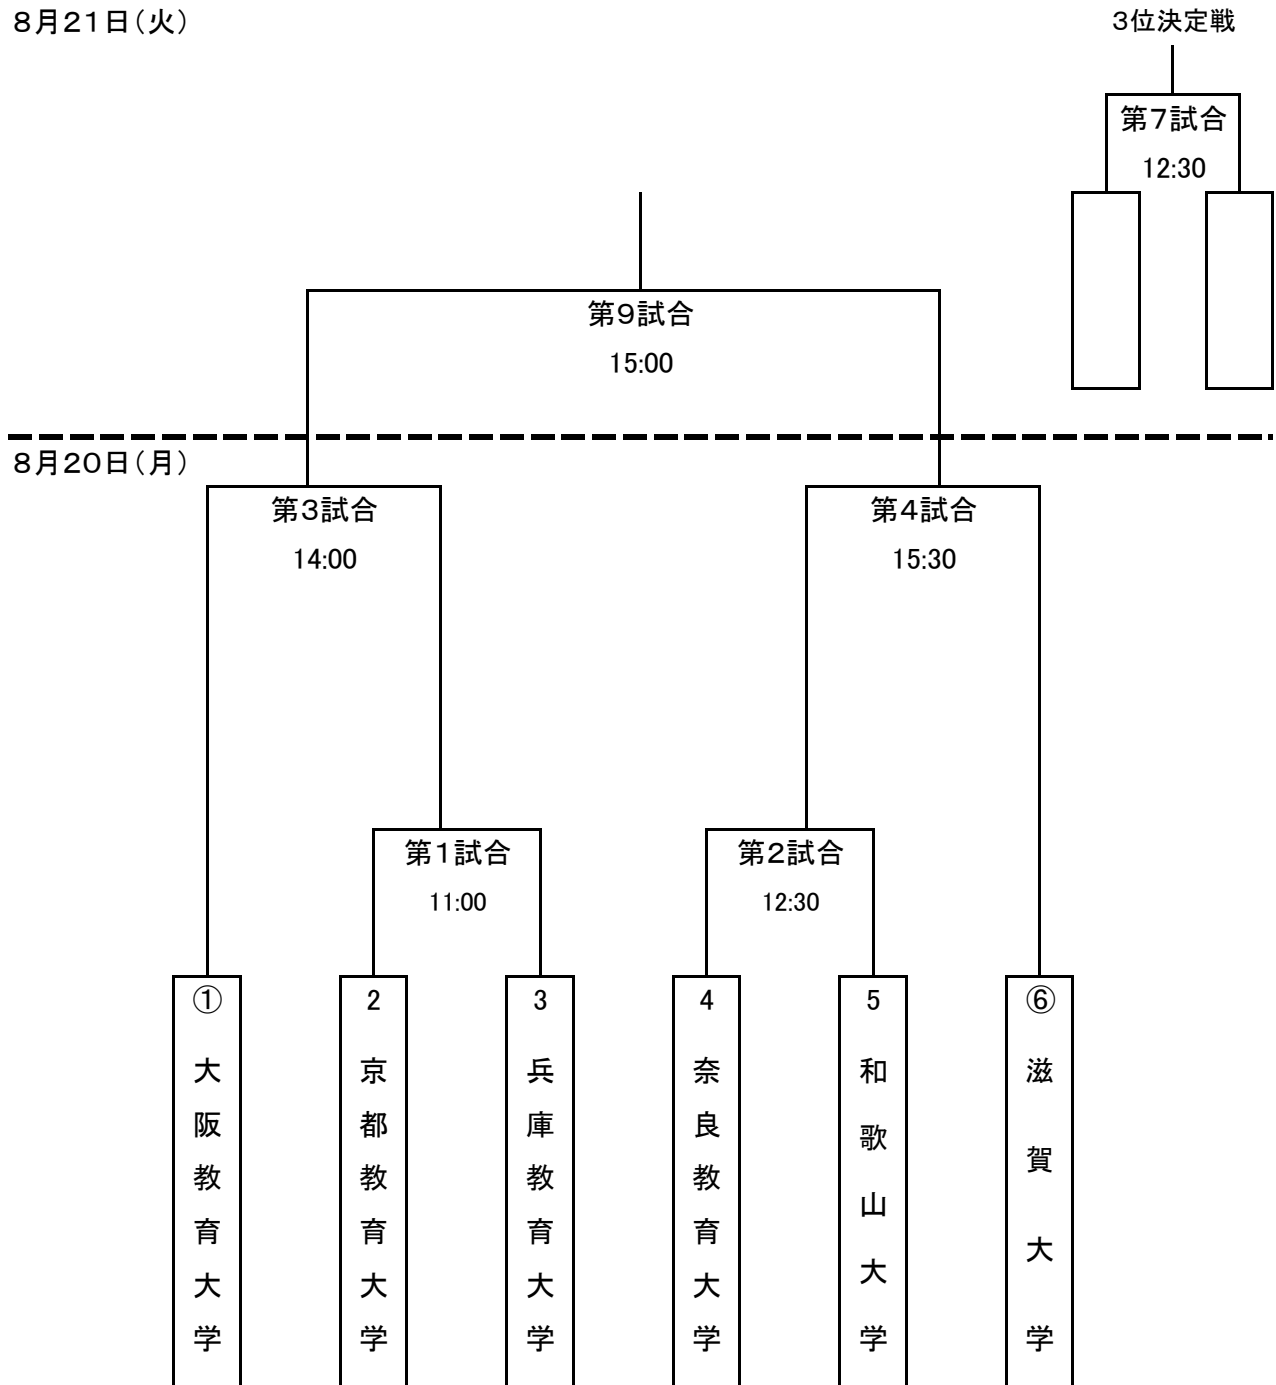 8月21日(火)
3位決定戦
第7試合
12:30
第9試合
15:00
8月20日(月)
第3試合
14:00
第4試合
15:30
第1試合
11:00
第2試合
12:30
① 大阪教育大学
2 京都教育大学
3 兵庫教育大学
4 奈良教育大学
5 和歌山大学
⑥ 滋賀大学